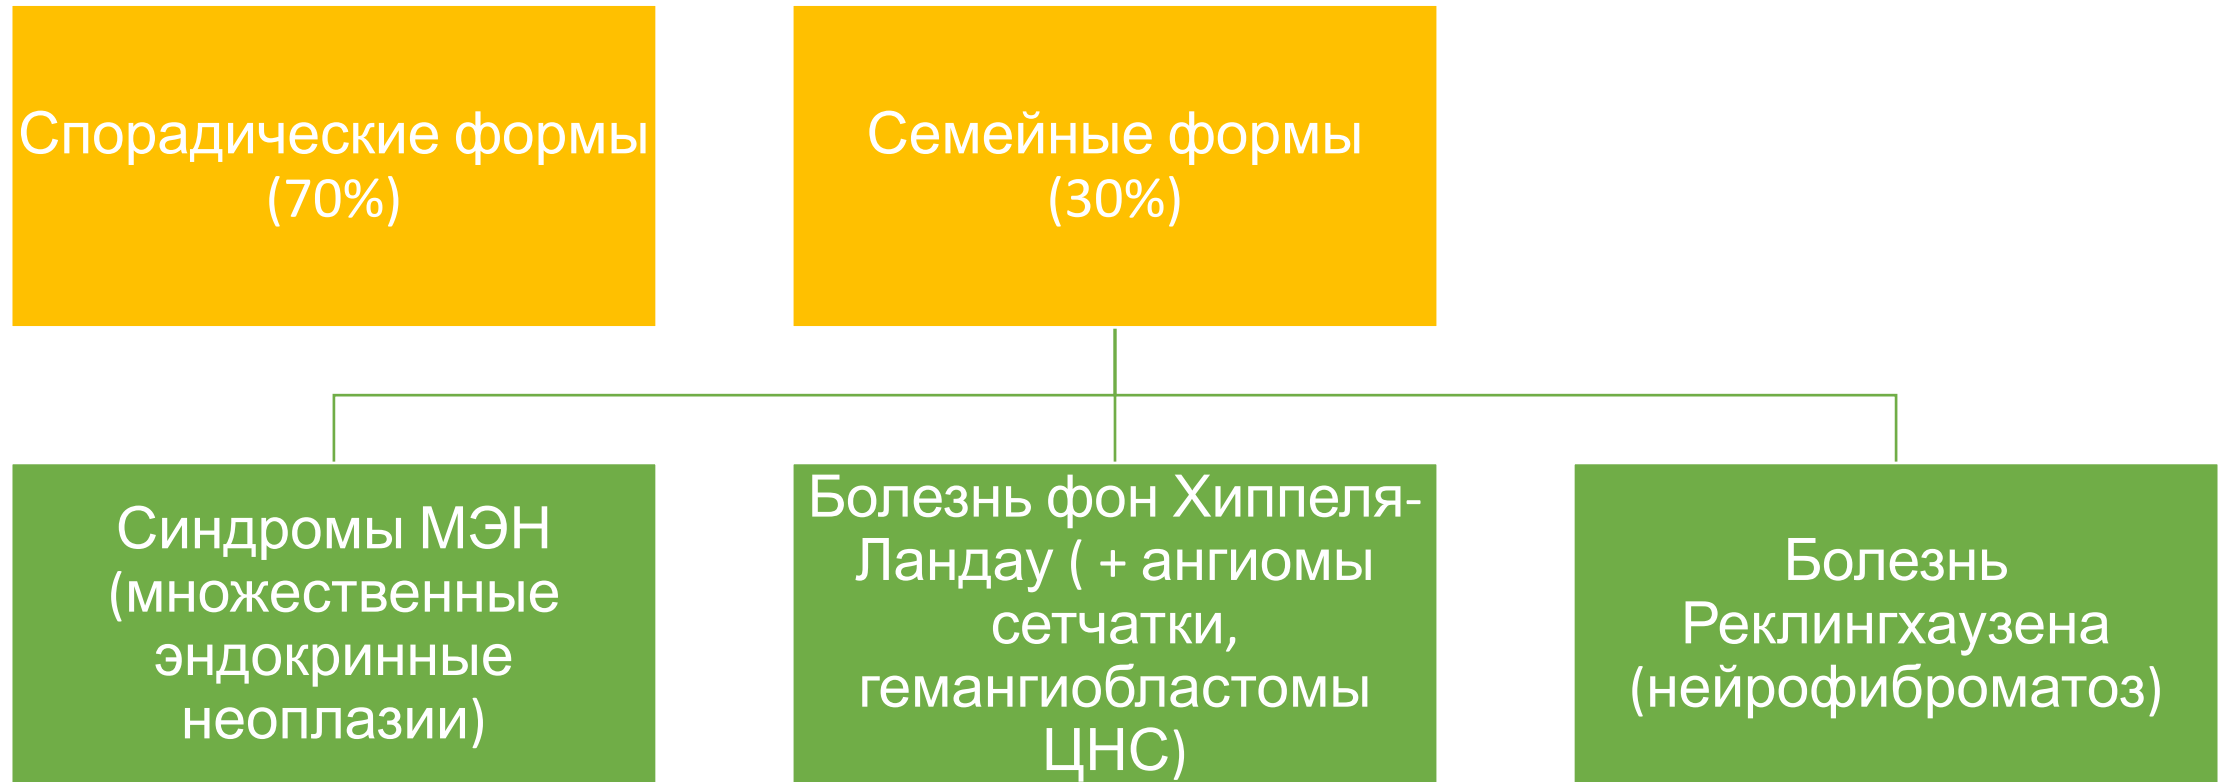 Спорадические формы
(70%)
Семейные формы
(30%)
Синдромы МЭН
(множественные
эндокринные
неоплазии)
Болезнь фон Хиппеля-
Ландау ( + ангиомы
сетчатки,
гемангиобластомы
ЦНС)
Болезнь
Реклингхаузена
(нейрофиброматоз)